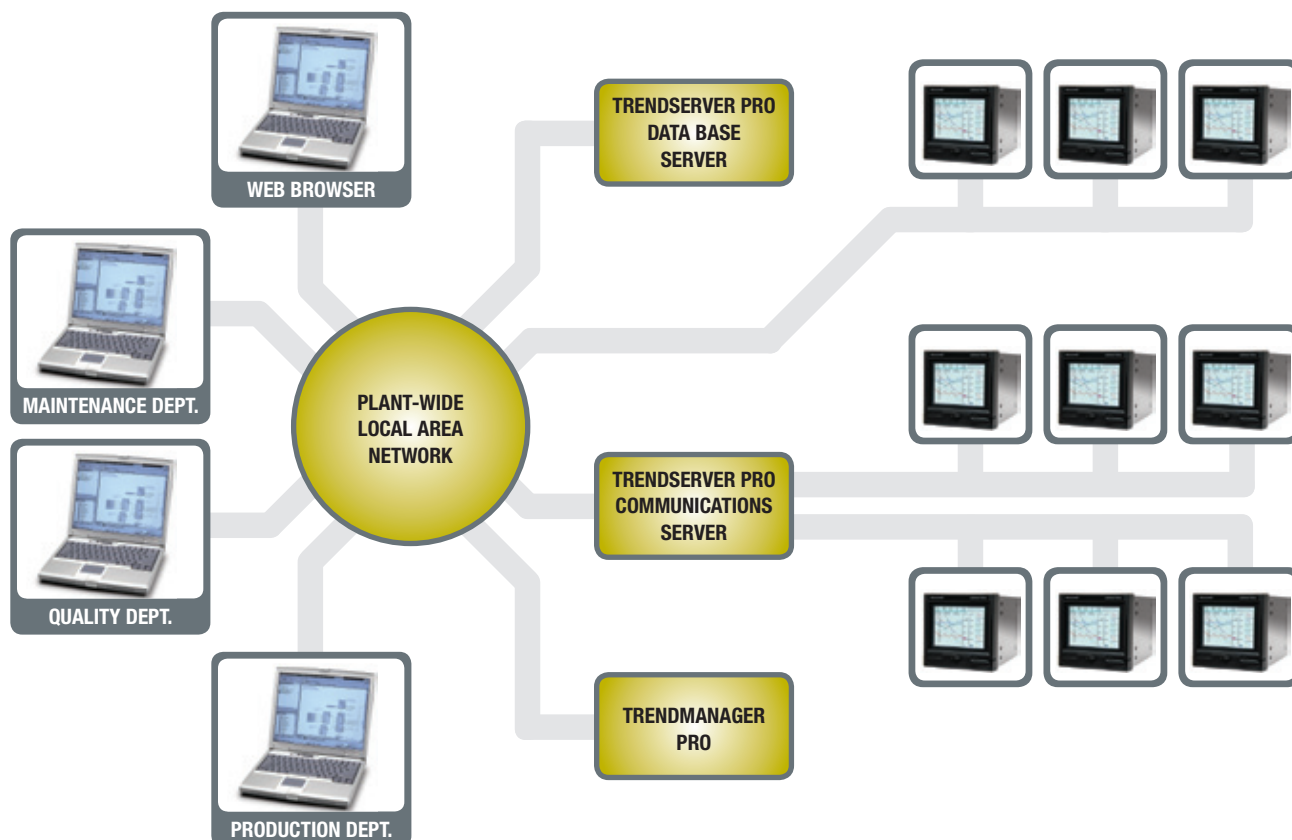 WEB BROWSER
MAINTENANCE DEPT.
QUALITY DEPT.
PRODUCTION DEPT.
PLANT-WIDE
LOCAL AREA
NETWORK
TRENDSERVER PRO
DATA BASE
SERVER
TRENDSERVER PRO
COMMUNICATIONS
SERVER
TRENDMANAGER
PRO